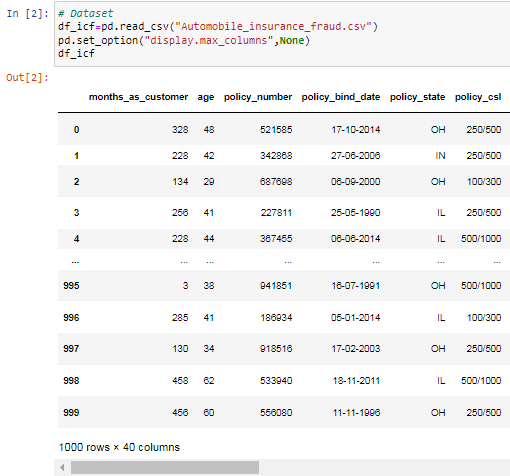 In [2]: # Dataset
df_icf=pd.read_csv("Automobile_insurance_fraud.csv")
pd.set_option("display.max_columns",None)
df_icf
Out[2]:
months_as_customer age policy_number policy_bind_date policy_state policy_csl
0 328 48 521585 17-10-2014 OH 250/500
1 228 42 342868 27-06-2006 IN 250/500
2 134 29 687698 06-09-2000 OH 100/300
3 256 41 227811 25-05-1990 IL 250/500
4 228 44 367455 06-06-2014 IL 500/1000
... ... ... ... ... ... ...
995 3 38 941851 16-07-1991 OH 500/1000
996 285 41 186934 05-01-2014 IL 100/300
997 130 34 918516 17-02-2003 OH 250/500
998 458 62 533940 18-11-2011 IL 500/1000
999 456 60 556080 11-11-1996 OH 250/500
1000 rows × 40 columns